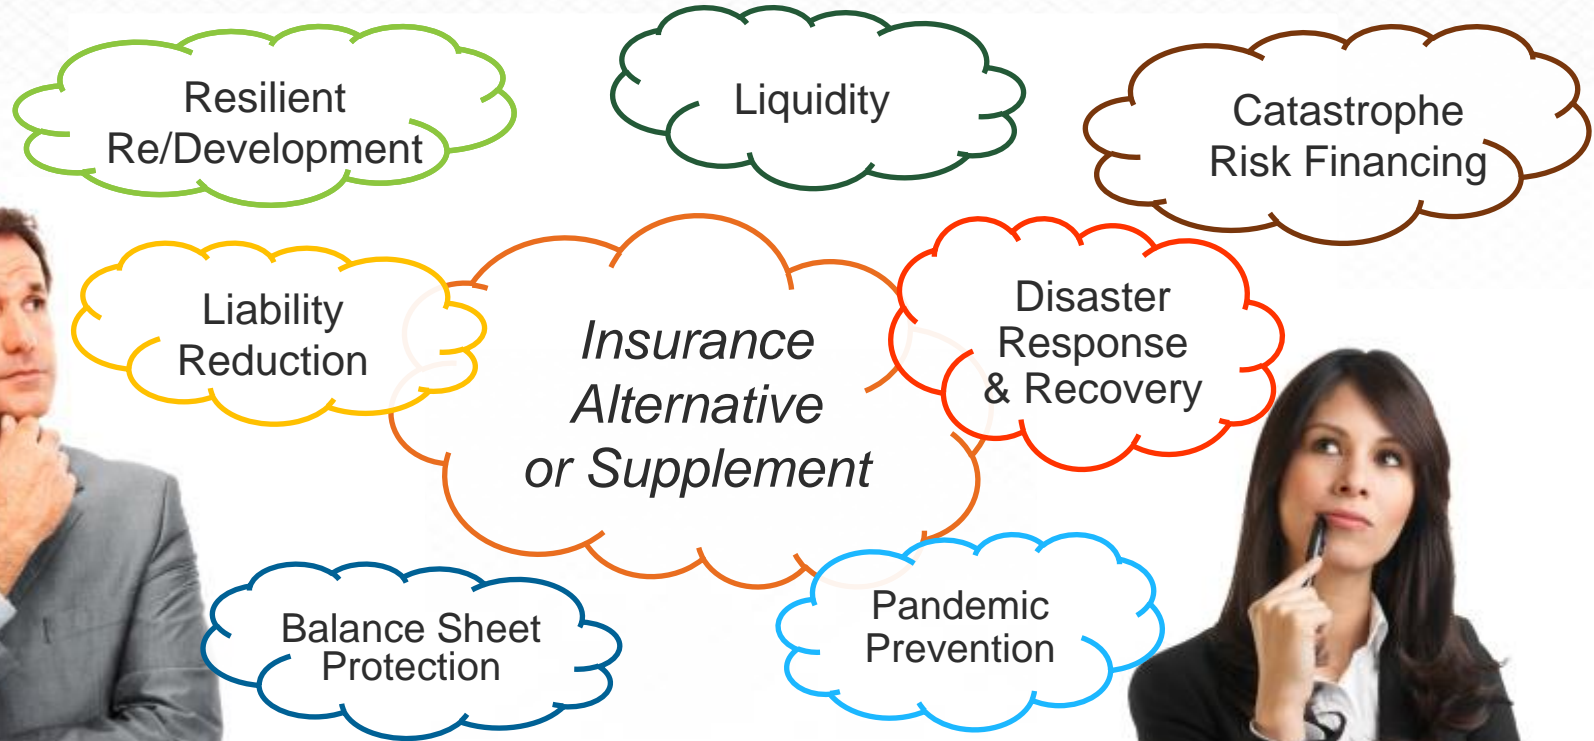 Resilient
Re/Development
Liquidity
Catastrophe
Risk Financing
Liability
Reduction
Insurance
Alternative
or Supplement
Disaster
Response
& Recovery
Balance Sheet
Protection
Pandemic
Prevention